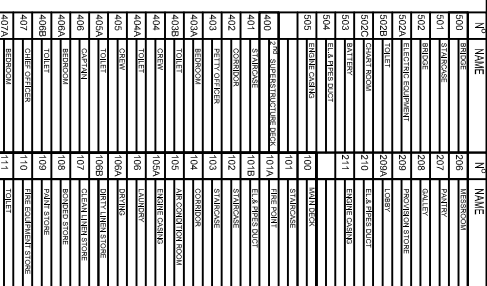 Nº NAME Nº NAME
500 BRIDGE 206 MESSROOM
501 STAIRCASE 207 PANTRY
502 BRIDGE 208 GALLEY
502A ELECTRIC EQUIPMENT 209 PROVISION STORE
502B TOILET 209A LOBBY
502C CHART ROOM 210 EL.& PIPES DUCT
503 BATTERY 211 ENGINE CASING
504 EL.& PIPES DUCT
505 ENGINE CASING 100 MAIN DECK
101 STAIRCASE
400 2nd SUPERSTRUCTURE DECK 101A FIRE POINT
401 STAIRCASE 101B EL.& PIPES DUCT
402 CORRIDOR 102 STAIRCASE
403 PETTY OFFICER 103 STAIRCASE
403A BEDROOM 104 CORRIDOR
403B TOILET 105 AIR CONDITION ROOM
404 CREW 105A ENGINE CASING
404A TOILET 106 LAUNDRY
405 CREW 106A DRYING
405A TOILET 106B DIRTY LINEN STORE
406 CAPTAIN 107 CLEAN LINEN STORE
406A BEDROOM 108 BONDED STORE
406B TOILET 109 PAINT STORE
407 CHIEF OFFICER 110 FIRE EQUIPMENT STORE
407A BEDROOM 111 TOILET